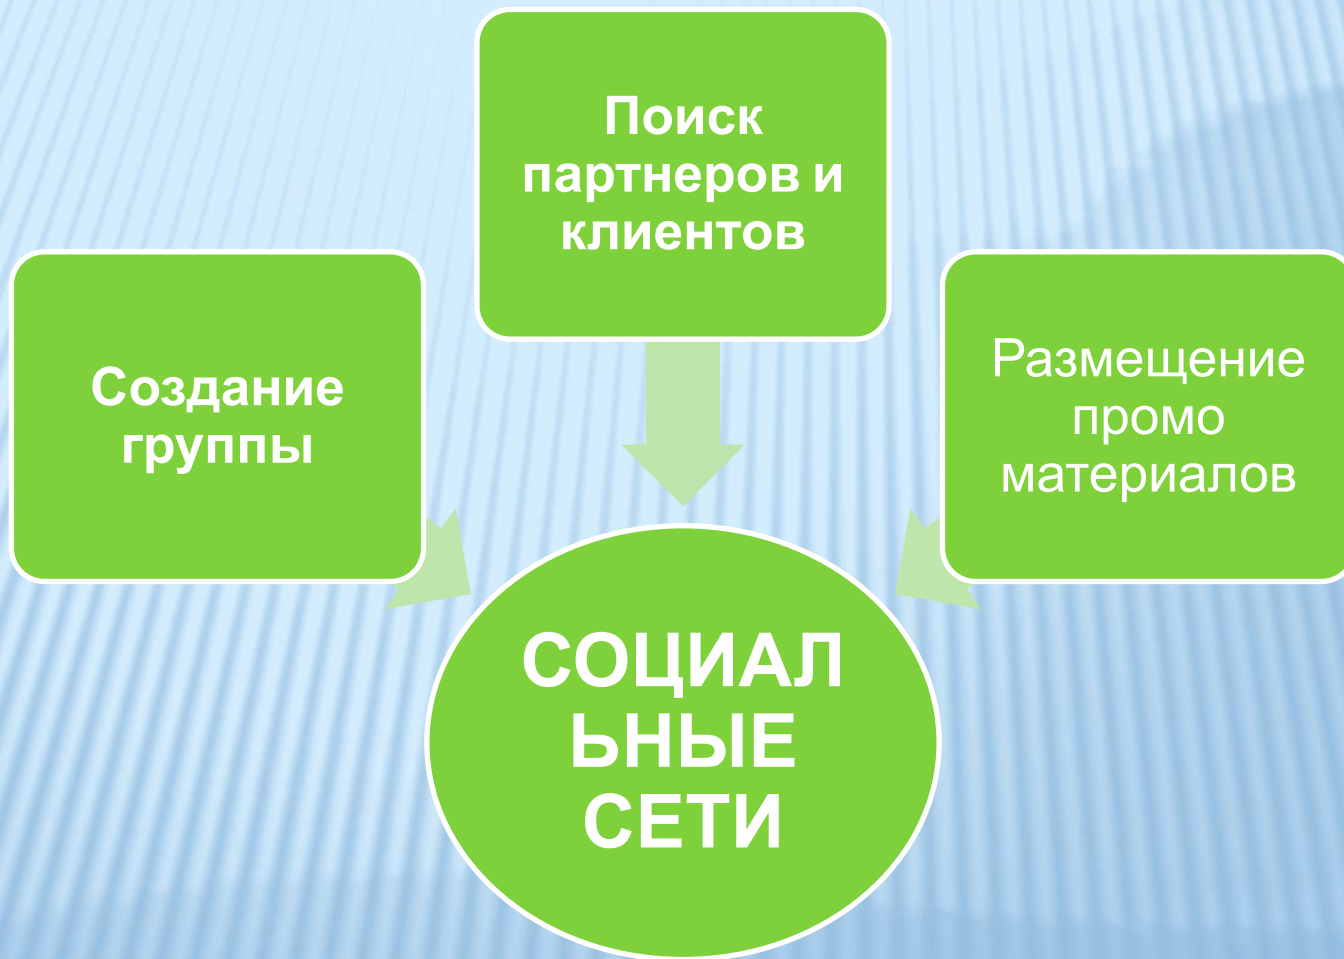 Поиск
партнеров и
клиентов
Создание
группы
Размещение
промо
материалов
СОЦИАЛ
ЬНЫЕ
СЕТИ